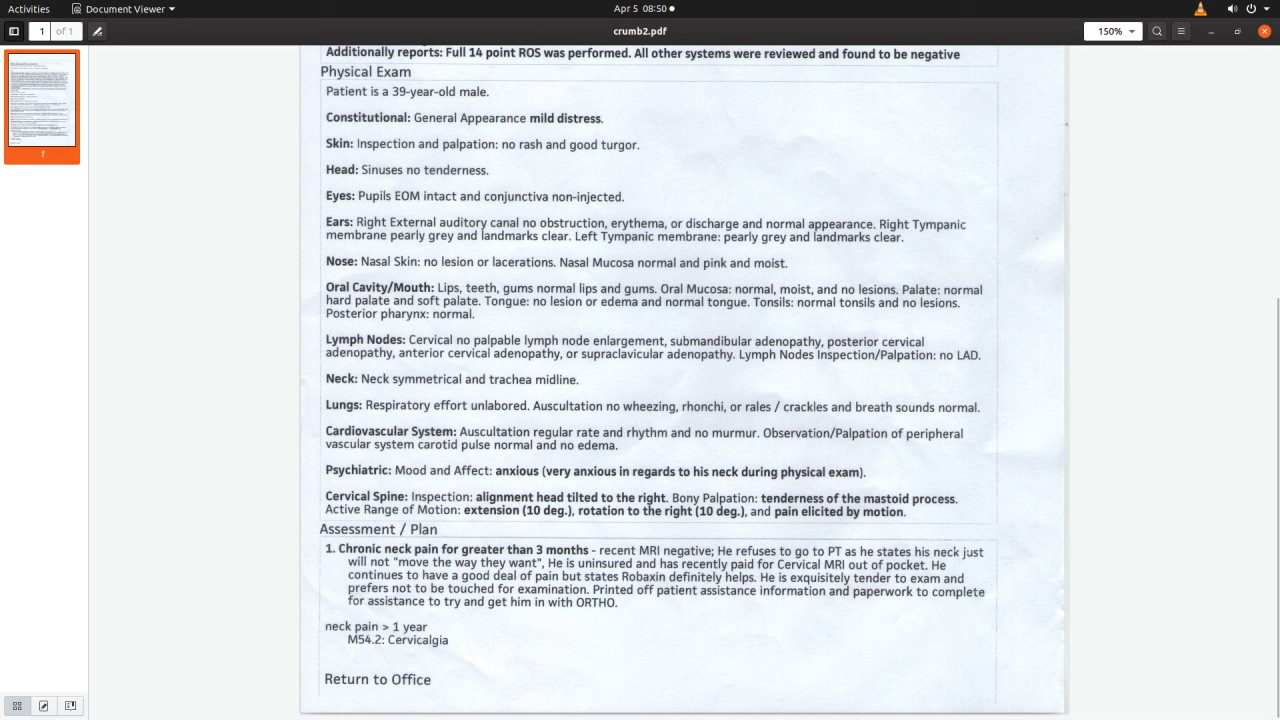 Activities
Document Viewer
Apr 5 08:50
1 of 1
crumb2.pdf
150%
1
Additionally reports: Full 14 point ROS was performed. All other systems were reviewed and found to be negative
Physical Exam
Patient is a 39-year-old male.
Constitutional: General Appearance mild distress.
Skin: Inspection and palpation: no rash and good turgor.
Head: Sinuses no tenderness.
Eyes: Pupils EOM intact and conjunctiva non-injected.
Ears: Right External auditory canal no obstruction, erythema, or discharge and normal appearance. Right Tympanic
membrane pearly grey and landmarks clear. Left Tympanic membrane: pearly grey and landmarks clear.
Nose: Nasal Skin: no lesion or lacerations. Nasal Mucosa normal and pink and moist.
Oral Cavity/Mouth: Lips, teeth, gums normal lips and gums. Oral Mucosa: normal, moist, and no lesions. Palate: normal
hard palate and soft palate. Tongue: no lesion or edema and normal tongue. Tonsils: normal tonsils and no lesions.
Posterior pharynx: normal.
Lymph Nodes: Cervical no palpable lymph node enlargement, submandibular adenopathy, posterior cervical
adenopathy, anterior cervical adenopathy, or supraclavicular adenopathy. Lymph Nodes Inspection/Palpation: no LAD.
Neck: Neck symmetrical and trachea midline.
Lungs: Respiratory effort unlabored. Auscultation no wheezing, rhonchi, or rales / crackles and breath sounds normal.
Cardiovascular System: Auscultation regular rate and rhythm and no murmur. Observation/Palpation of peripheral
vascular system carotid pulse normal and no edema.
Psychiatric: Mood and Affect: anxious (very anxious in regards to his neck during physical exam).
Cervical Spine: Inspection: alignment head tilted to the right. Bony Palpation: tenderness of the mastoid process.
Active Range of Motion: extension (10 deg.), rotation to the right (10 deg.), and pain elicited by motion.
Assessment / Plan
1. Chronic neck pain for greater than 3 months - recent MRI negative; He refuses to go to PT as he states his neck just
will not "move the way they want", He is uninsured and has recently paid for Cervical MRI out of pocket. He
continues to have a good deal of pain but states Robaxin definitely helps. He is exquisitely tender to exam and
prefers not to be touched for examination. Printed off patient assistance information and paperwork to complete
for assistance to try and get him in with ORTHO.
neck pain > 1 year
M54.2: Cervicalgia
Return to Office